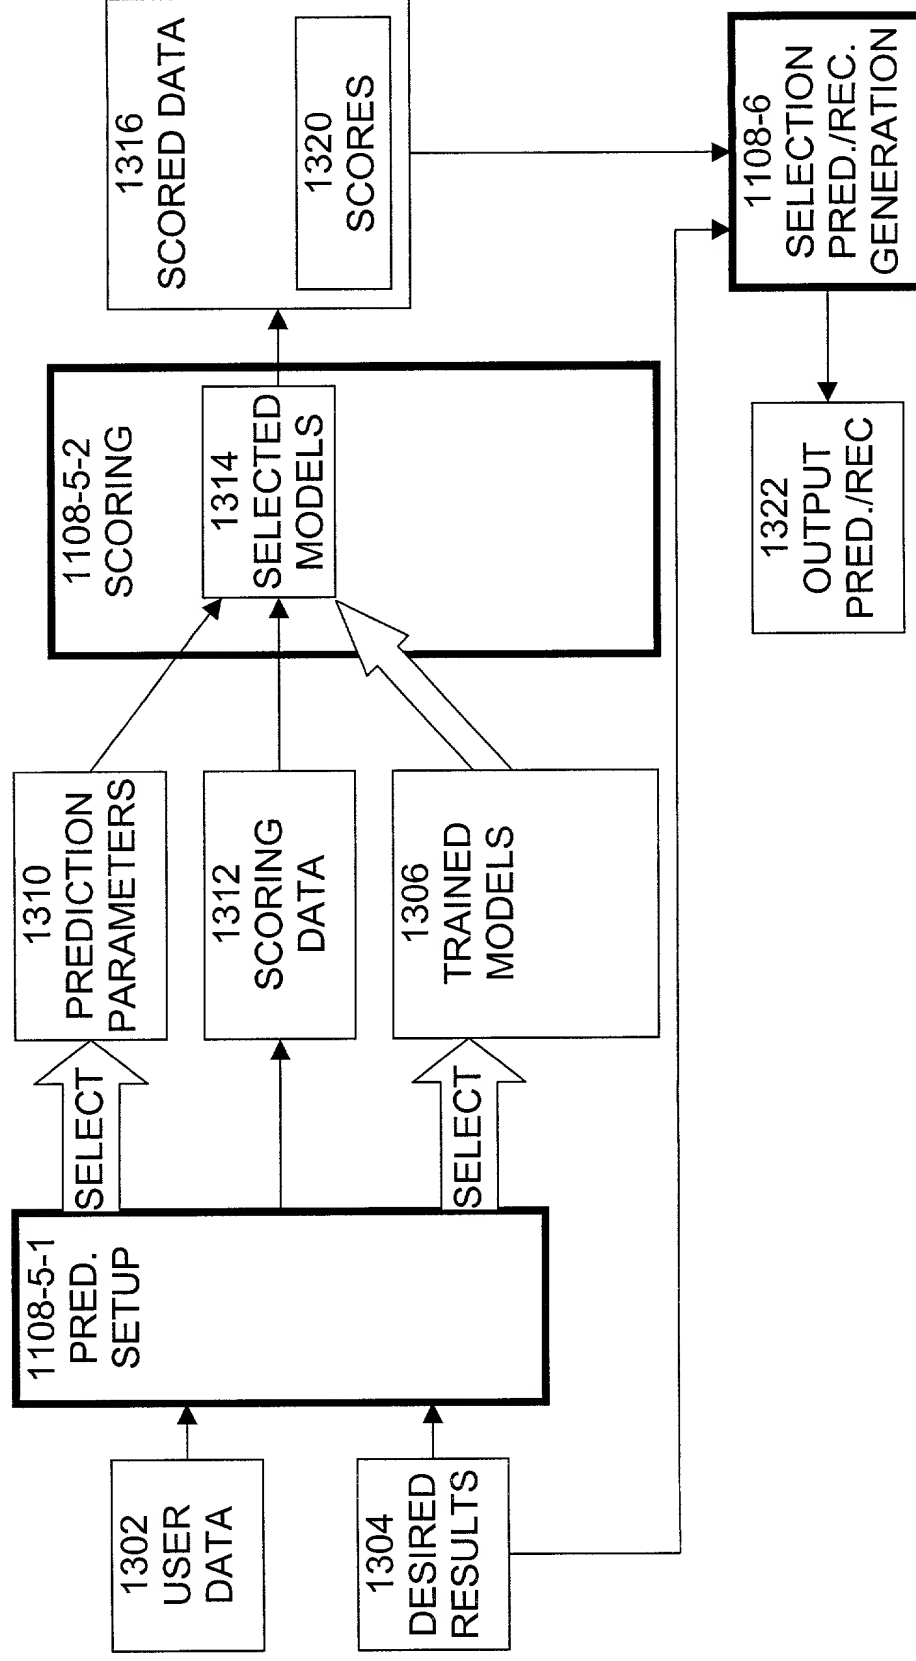 1302
USER
DATA
1304
DESIRED
RESULTS
1108-5-1
PRED.
SETUP
SELECT
SELECT
1310
PREDICTION
PARAMETERS
1312
SCORING
DATA
1306
TRAINED
MODELS
1108-5-2
SCORING
1314
SELECTED
MODELS
1316
SCORED DATA
1320
SCORES
1108-6
SELECTION
PRED./REC.
GENERATION
1322
OUTPUT
PRED./REC